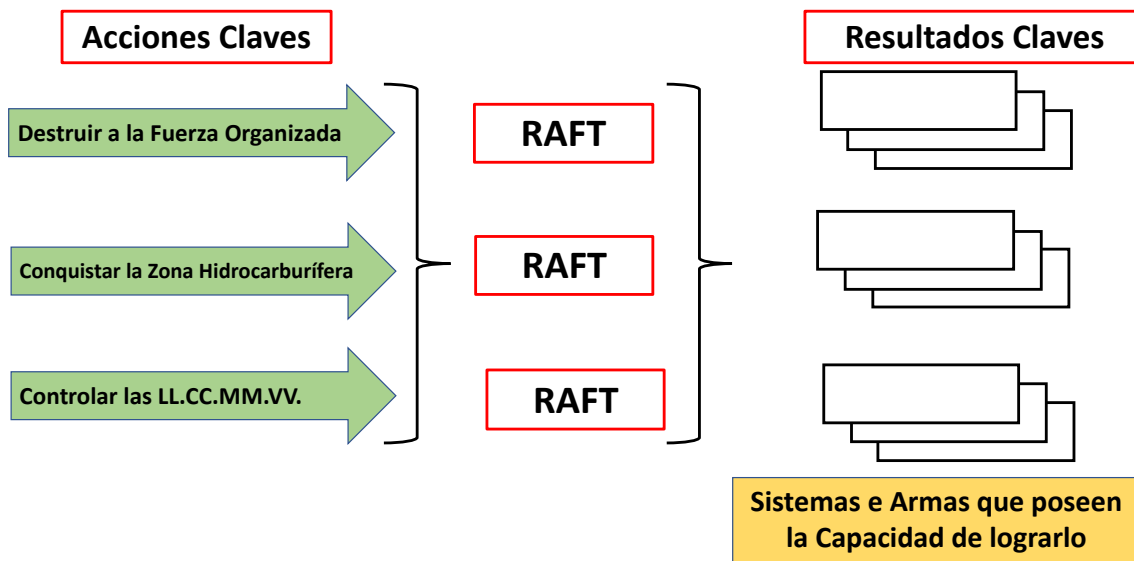 Acciones Claves
Resultados Claves
Destruir a la Fuerza Organizada
RAFT
Conquistar la Zona Hidrocarburífera
RAFT
Controlar las LL.CC.MM.VV.
RAFT
Sistemas e Armas que poseen
la Capacidad de lograrlo